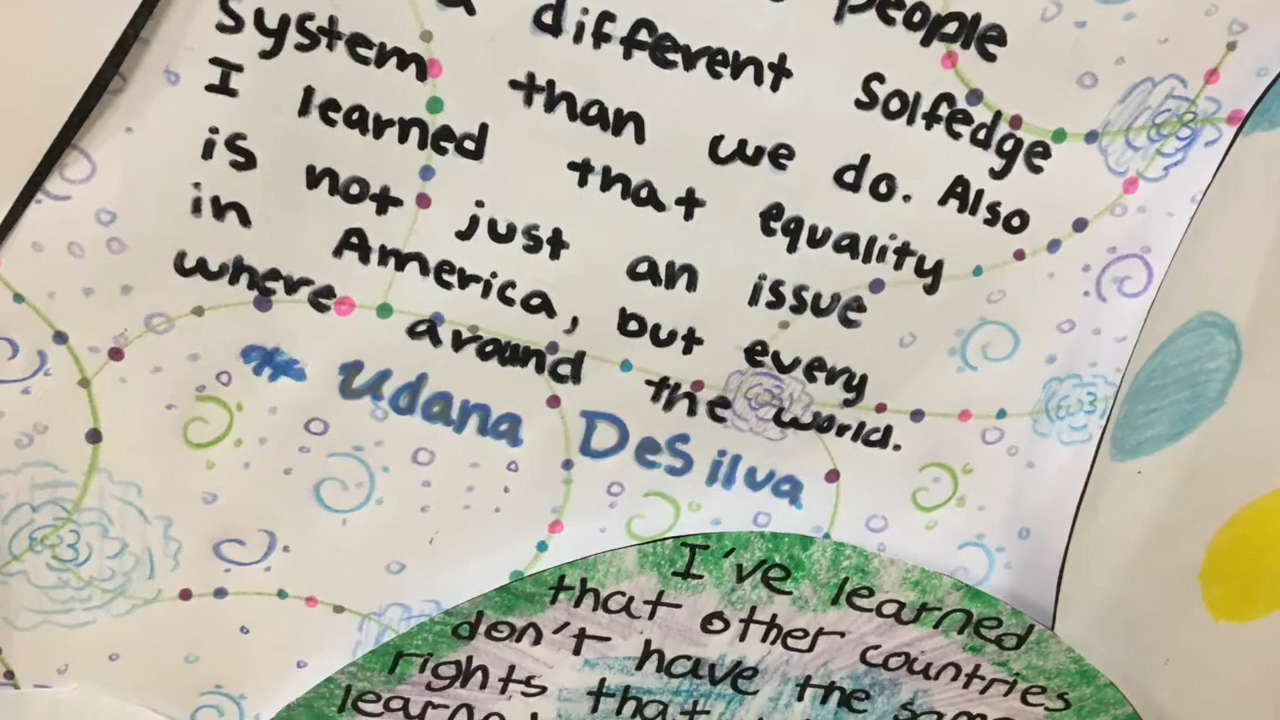 people
different solfedge
system than we do. Also
I learned that equality
is not just an issue
in America, but every
where around the world.
Udana DeSilva
I've learned
that other countries
don't have the same
rights that